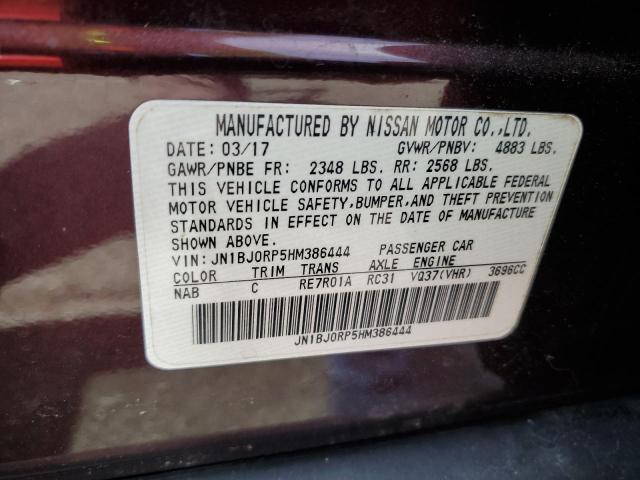 MANUFACTURED BY NISSAN MOTOR CO.,LTD.
DATE: 03/17 GVWR/PNBV: 4883 LBS.
GAWR/PNBE FR: 2348 LBS. RR: 2568 LBS.
THIS VEHICLE CONFORMS TO ALL APPLICABLE FEDERAL
MOTOR VEHICLE SAFETY,BUMPER,AND THEFT PREVENTION
STANDARDS IN EFFECT ON THE DATE OF MANUFACTURE
SHOWN ABOVE.
VIN: JN1BJ0RP5HM386444 PASSENGER CAR
COLOR TRIM TRANS AXLE ENGINE
NAB C RE7R01A RC31 VQ37(VHR) 3696CC
JN1BJ0RP5HM386444